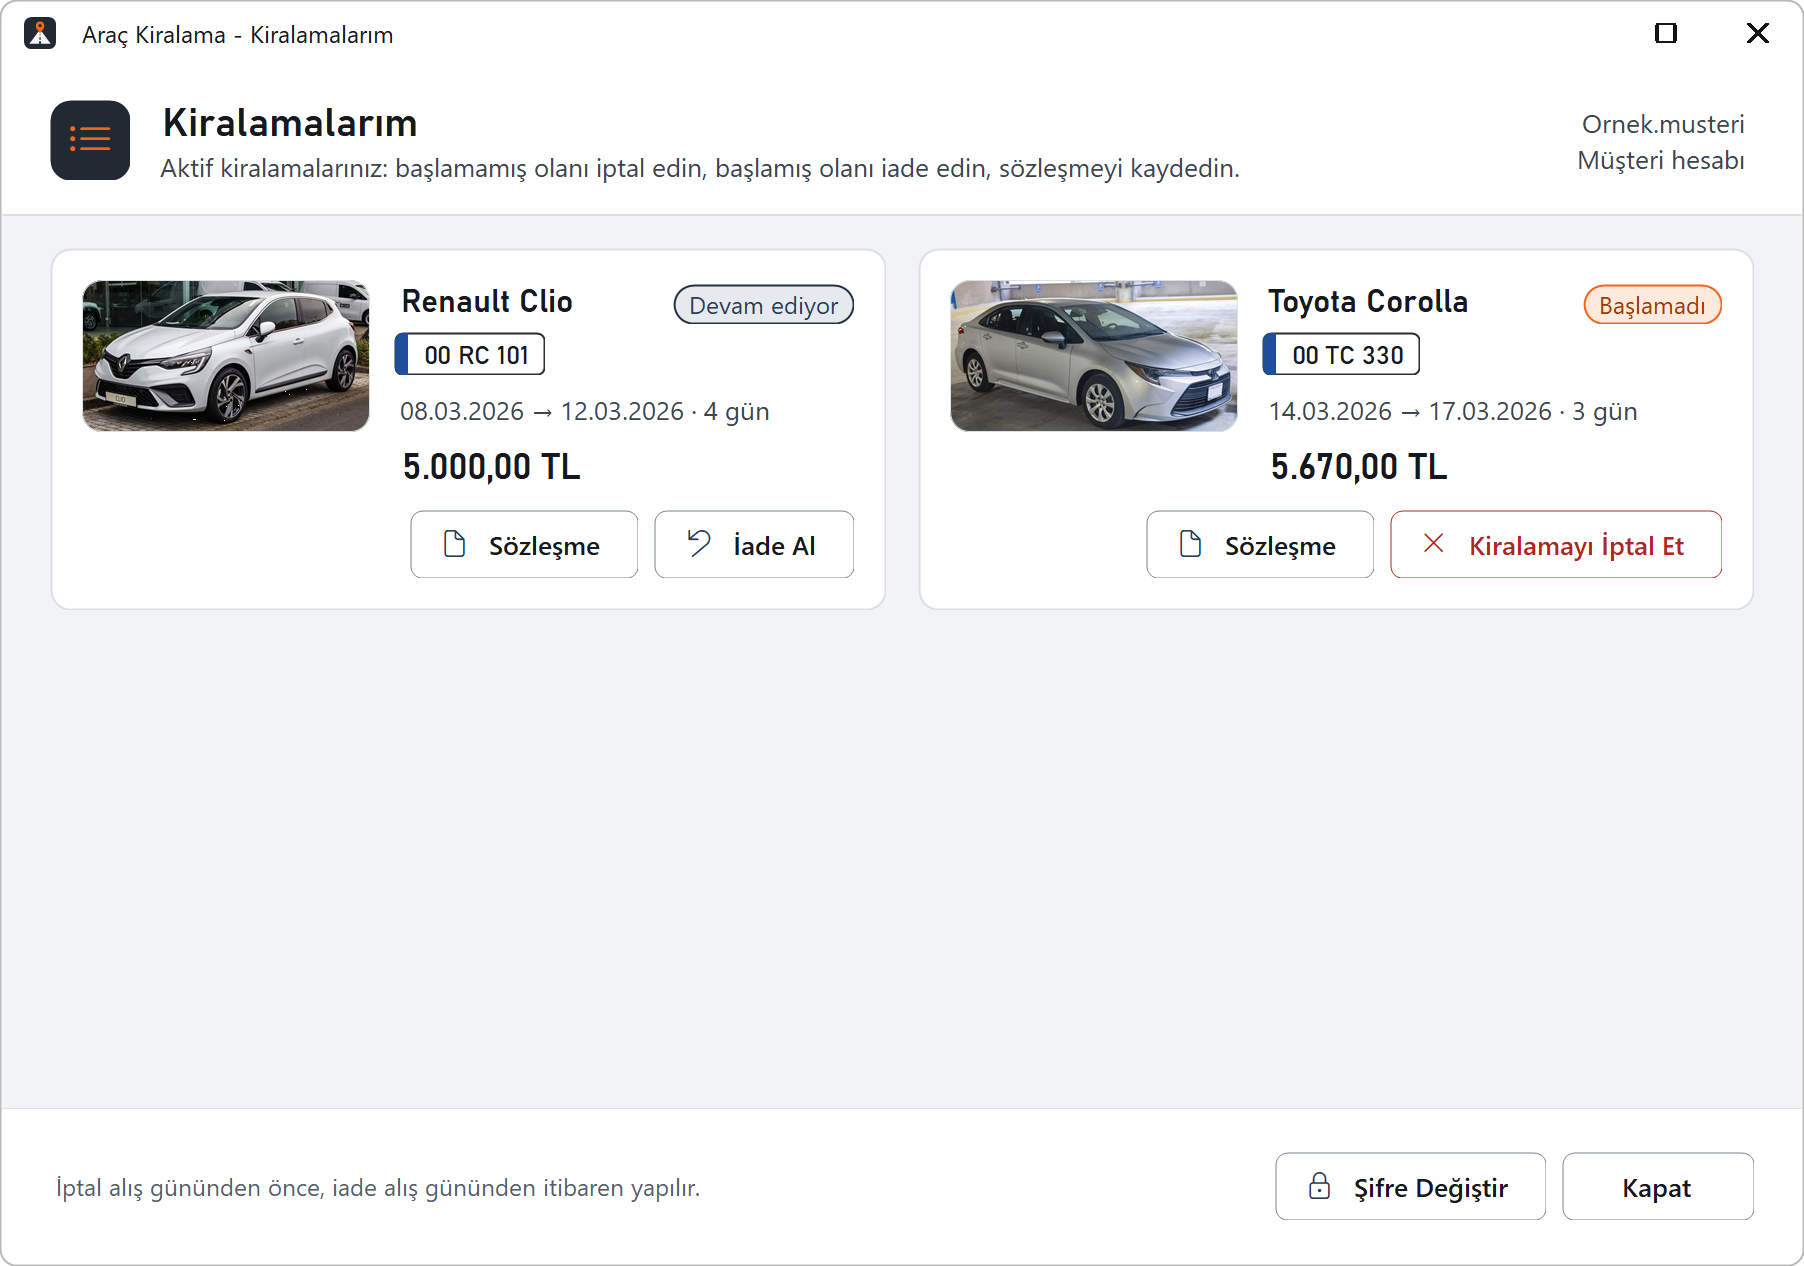 Araç Kiralama - Kiralamalarım
Kiralamalarım
Aktif kiralamalarınız: başlamamış olanı iptal edin, başlamış olanı iade edin, sözleşmeyi kaydedin.
Ornek.musteri
Müşteri hesabı
Renault Clio
Devam ediyor
00 RC 101
08.03.2026 → 12.03.2026 · 4 gün
5.000,00 TL
Sözleşme
İade Al
CLIO
Toyota Corolla
Başlamadı
00 TC 330
14.03.2026 → 17.03.2026 · 3 gün
5.670,00 TL
Sözleşme
Kiralamayı İptal Et
İptal alış gününden önce, iade alış gününden itibaren yapılır.
Şifre Değiştir
Kapat